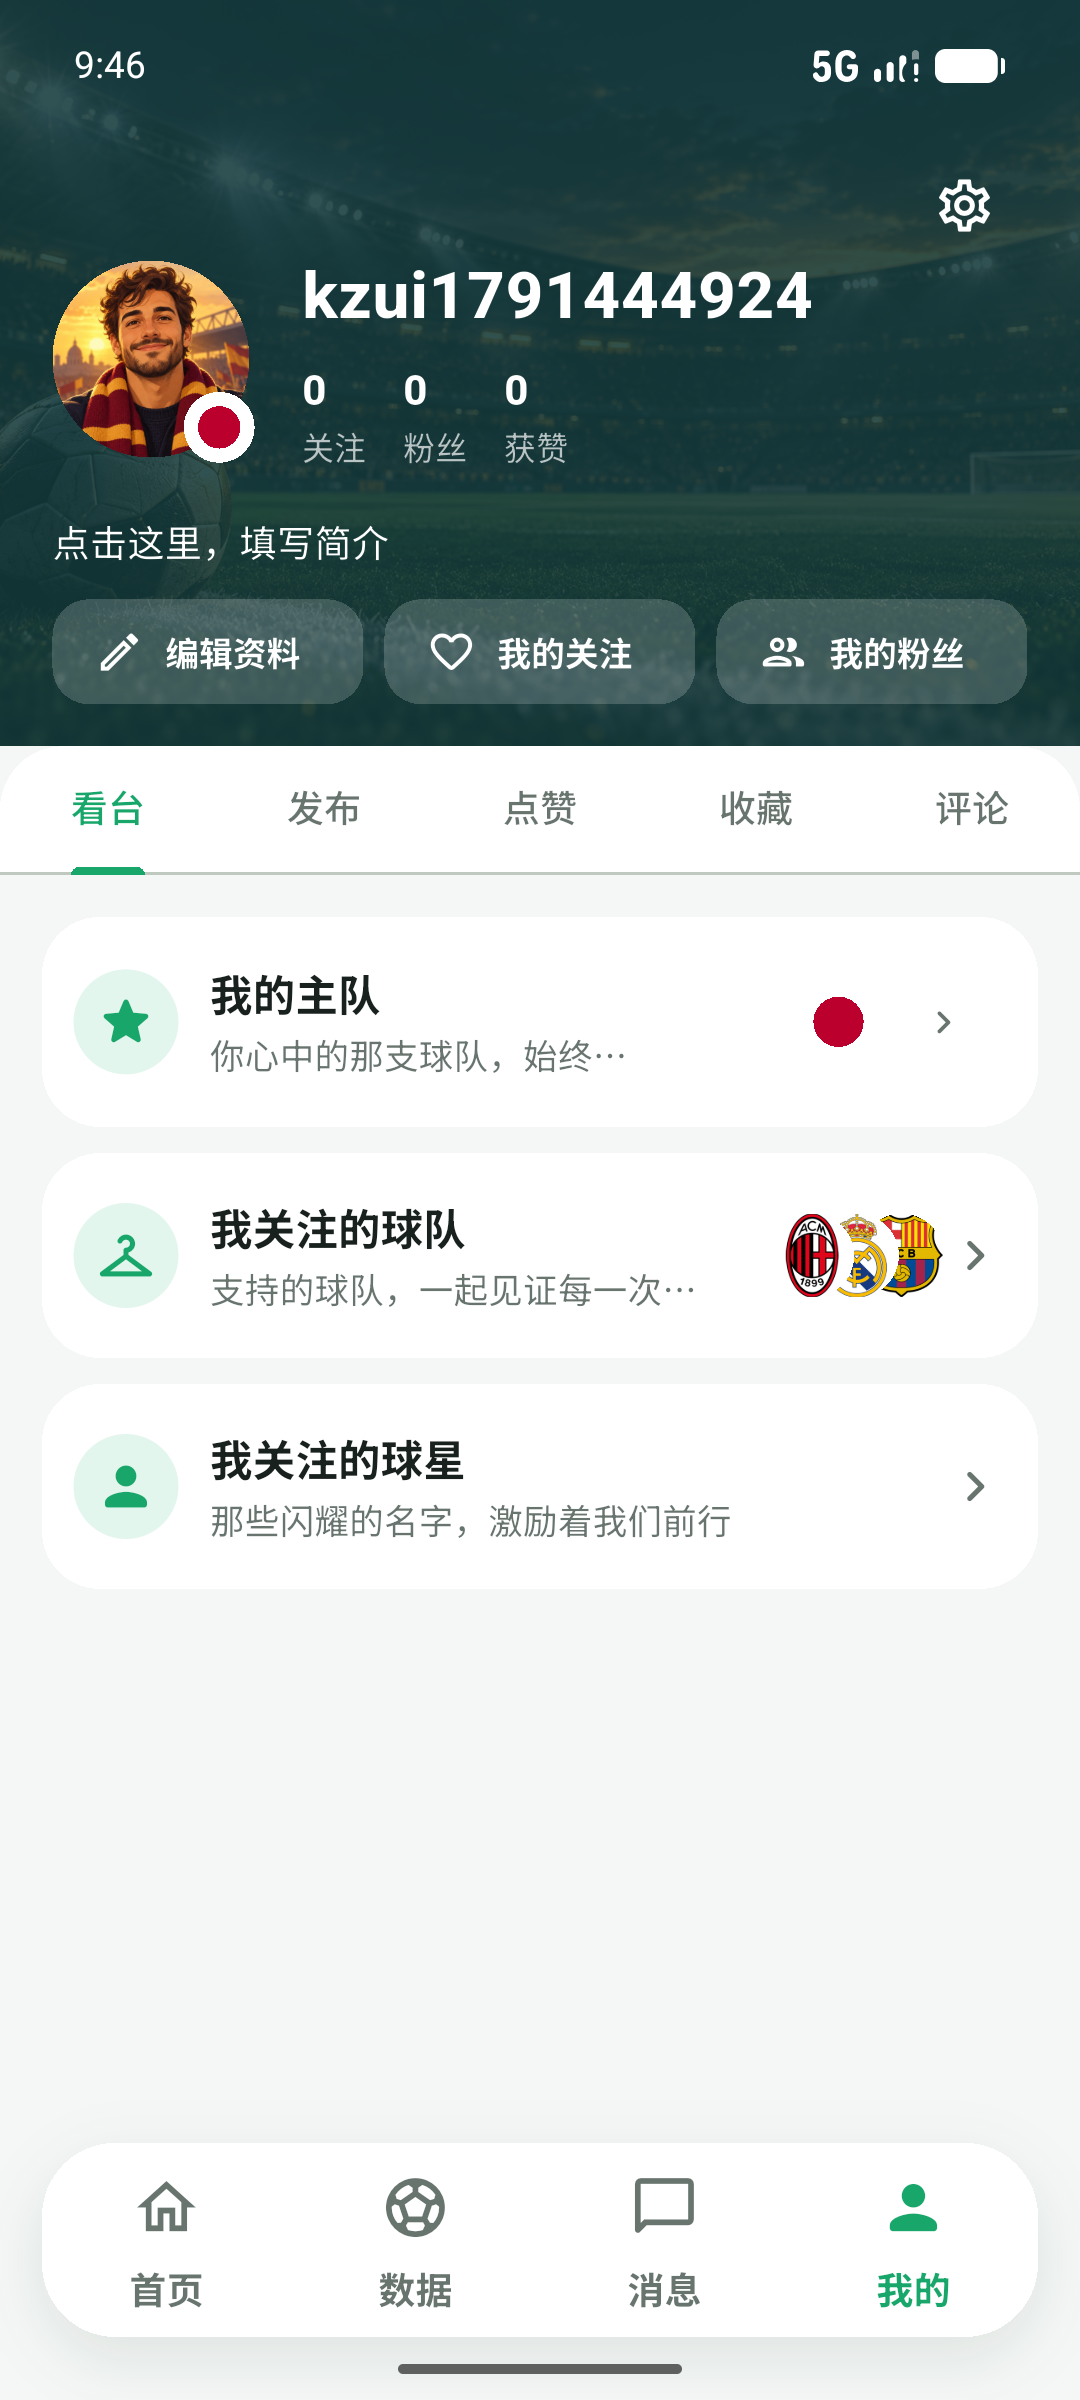 9:46
5G
kzui1791444924
0 0 0
关注 粉丝 获赞
点击这里，填写简介
编辑资料 我的关注 我的粉丝
看台 发布 点赞 收藏 评论
我的主队
你心中的那支球队，始终…
我关注的球队
支持的球队，一起见证每一次…
ACM
1899
CB
我关注的球星
那些闪耀的名字，激励着我们前行
首页 数据 消息 我的